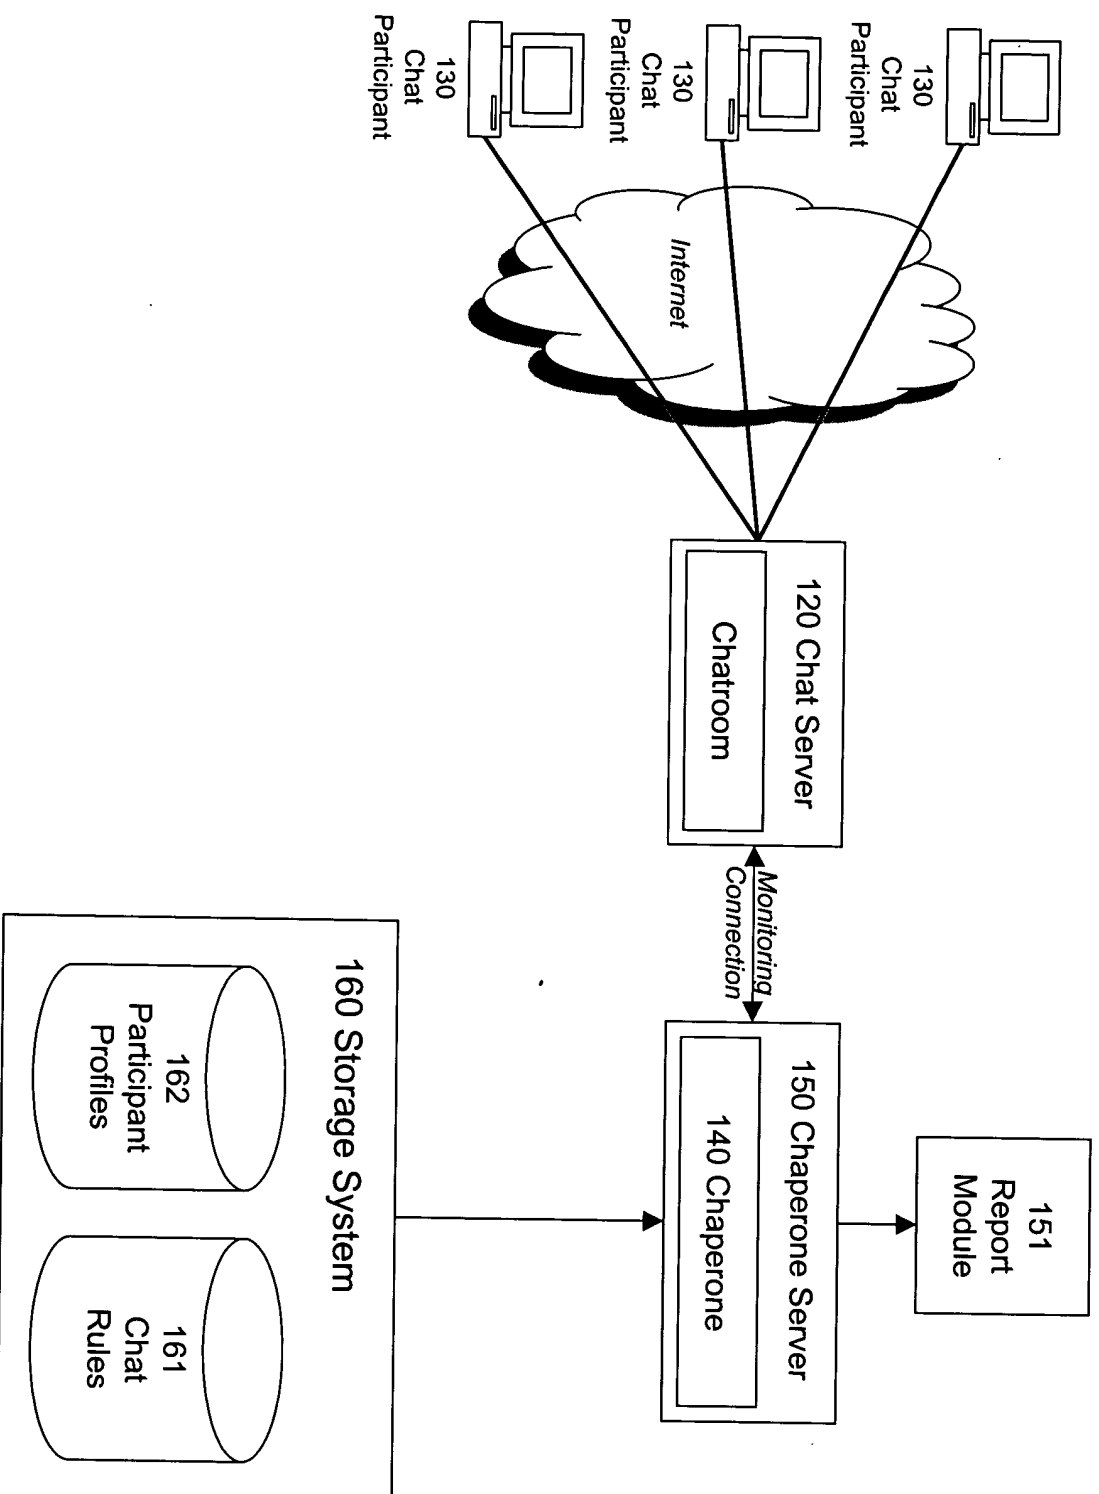 130
Chat
Participant
130
Chat
Participant
130
Chat
Participant
Internet
120 Chat Server
Chatroom
Monitoring
Connection
151
Report
Module
150 Chaperone Server
140 Chaperone
160 Storage System
162
Participant
Profiles
161
Chat
Rules